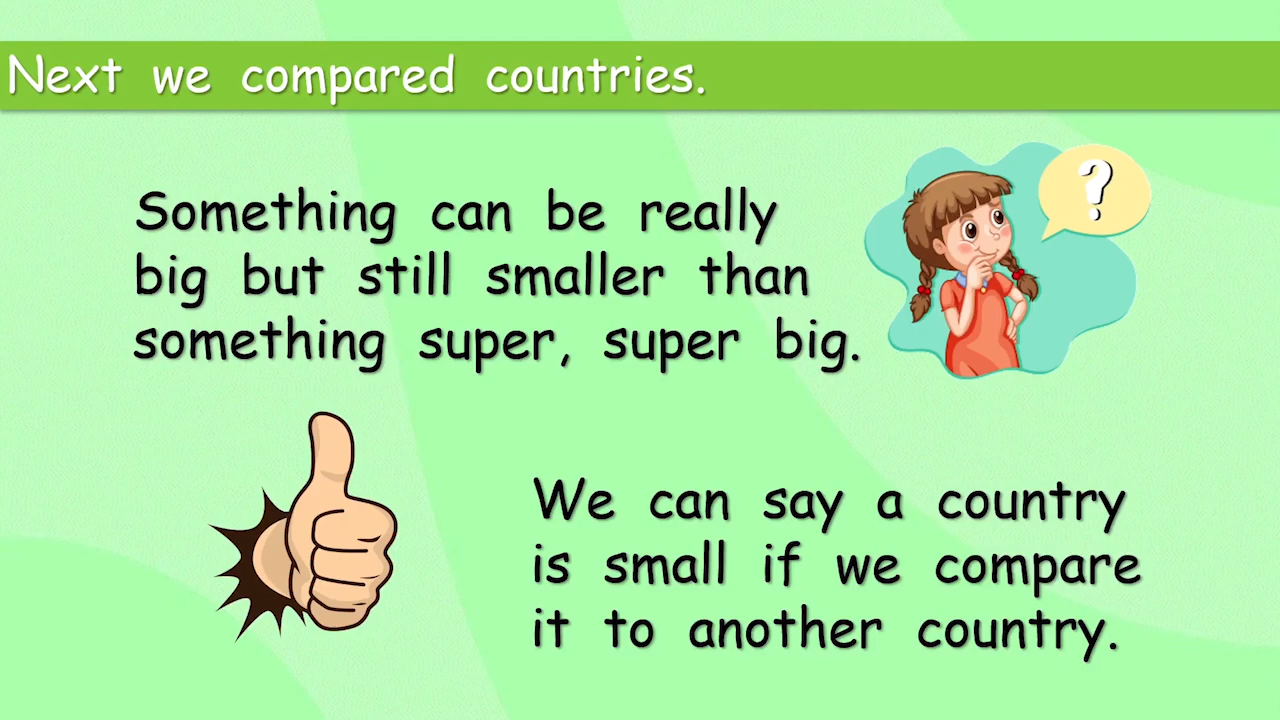 Next we compared countries.
Something can be really
big but still smaller than
something super, super big.
?
We can say a country
is small if we compare
it to another country.